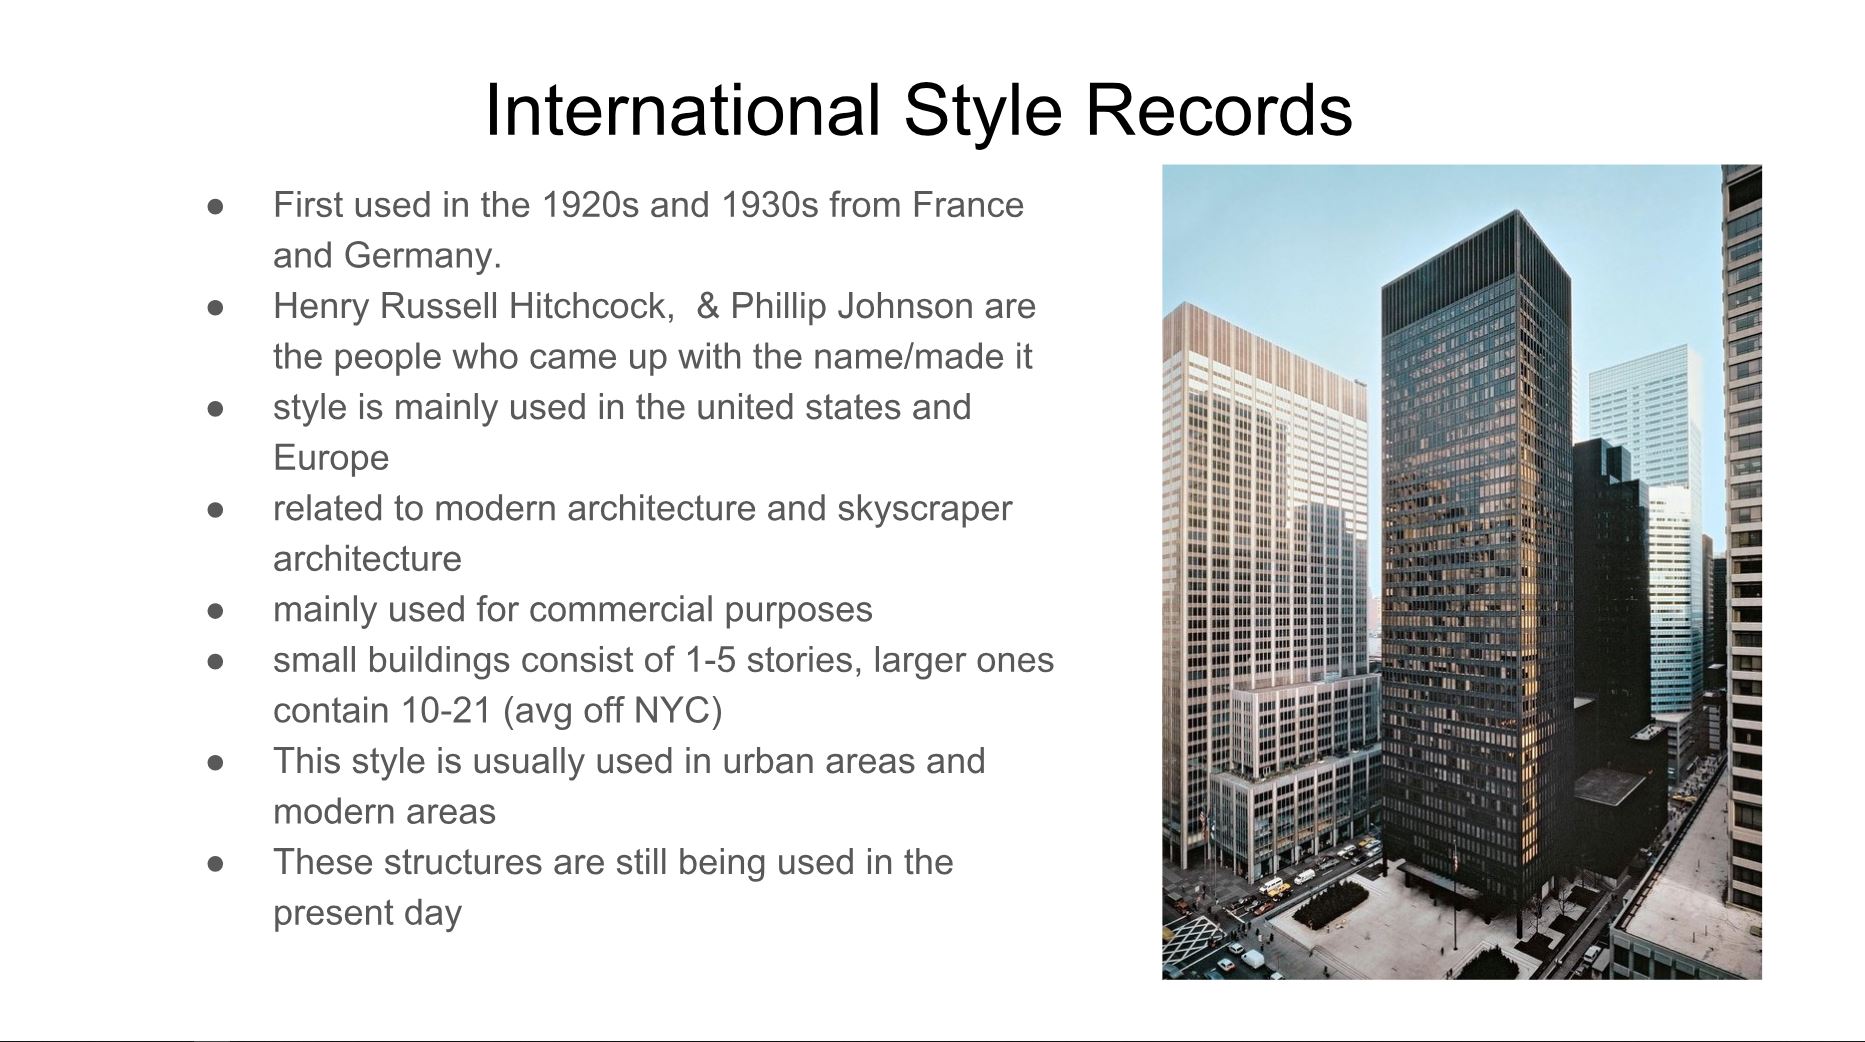 International Style Records
● First used in the 1920s and 1930s from France
and Germany.
● Henry Russell Hitchcock,  & Phillip Johnson are
the people who came up with the name/made it
● style is mainly used in the united states and
Europe
● related to modern architecture and skyscraper
architecture
● mainly used for commercial purposes
● small buildings consist of 1-5 stories, larger ones
contain 10-21 (avg off NYC)
● This style is usually used in urban areas and
modern areas
● These structures are still being used in the
present day